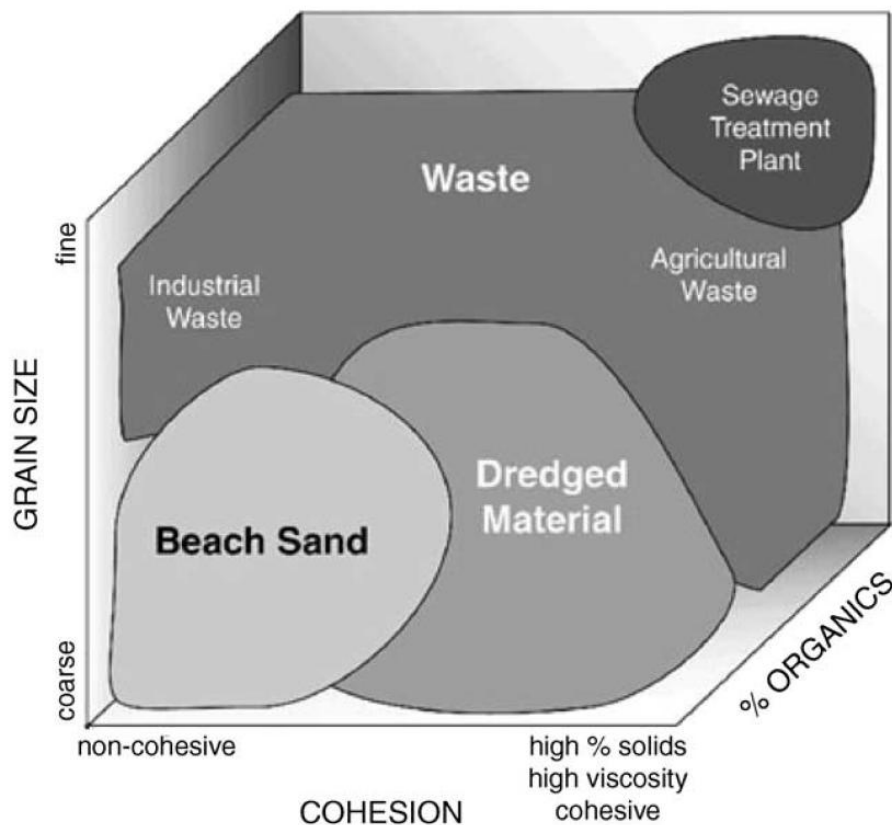 Sewage
Treatment
Plant
Waste
fine
Industrial
Waste
Agricultural
Waste
GRAIN SIZE
Dredged
Material
Beach Sand
% ORGANICS
coarse
non-cohesive
high % solids
high viscosity
cohesive
COHESION